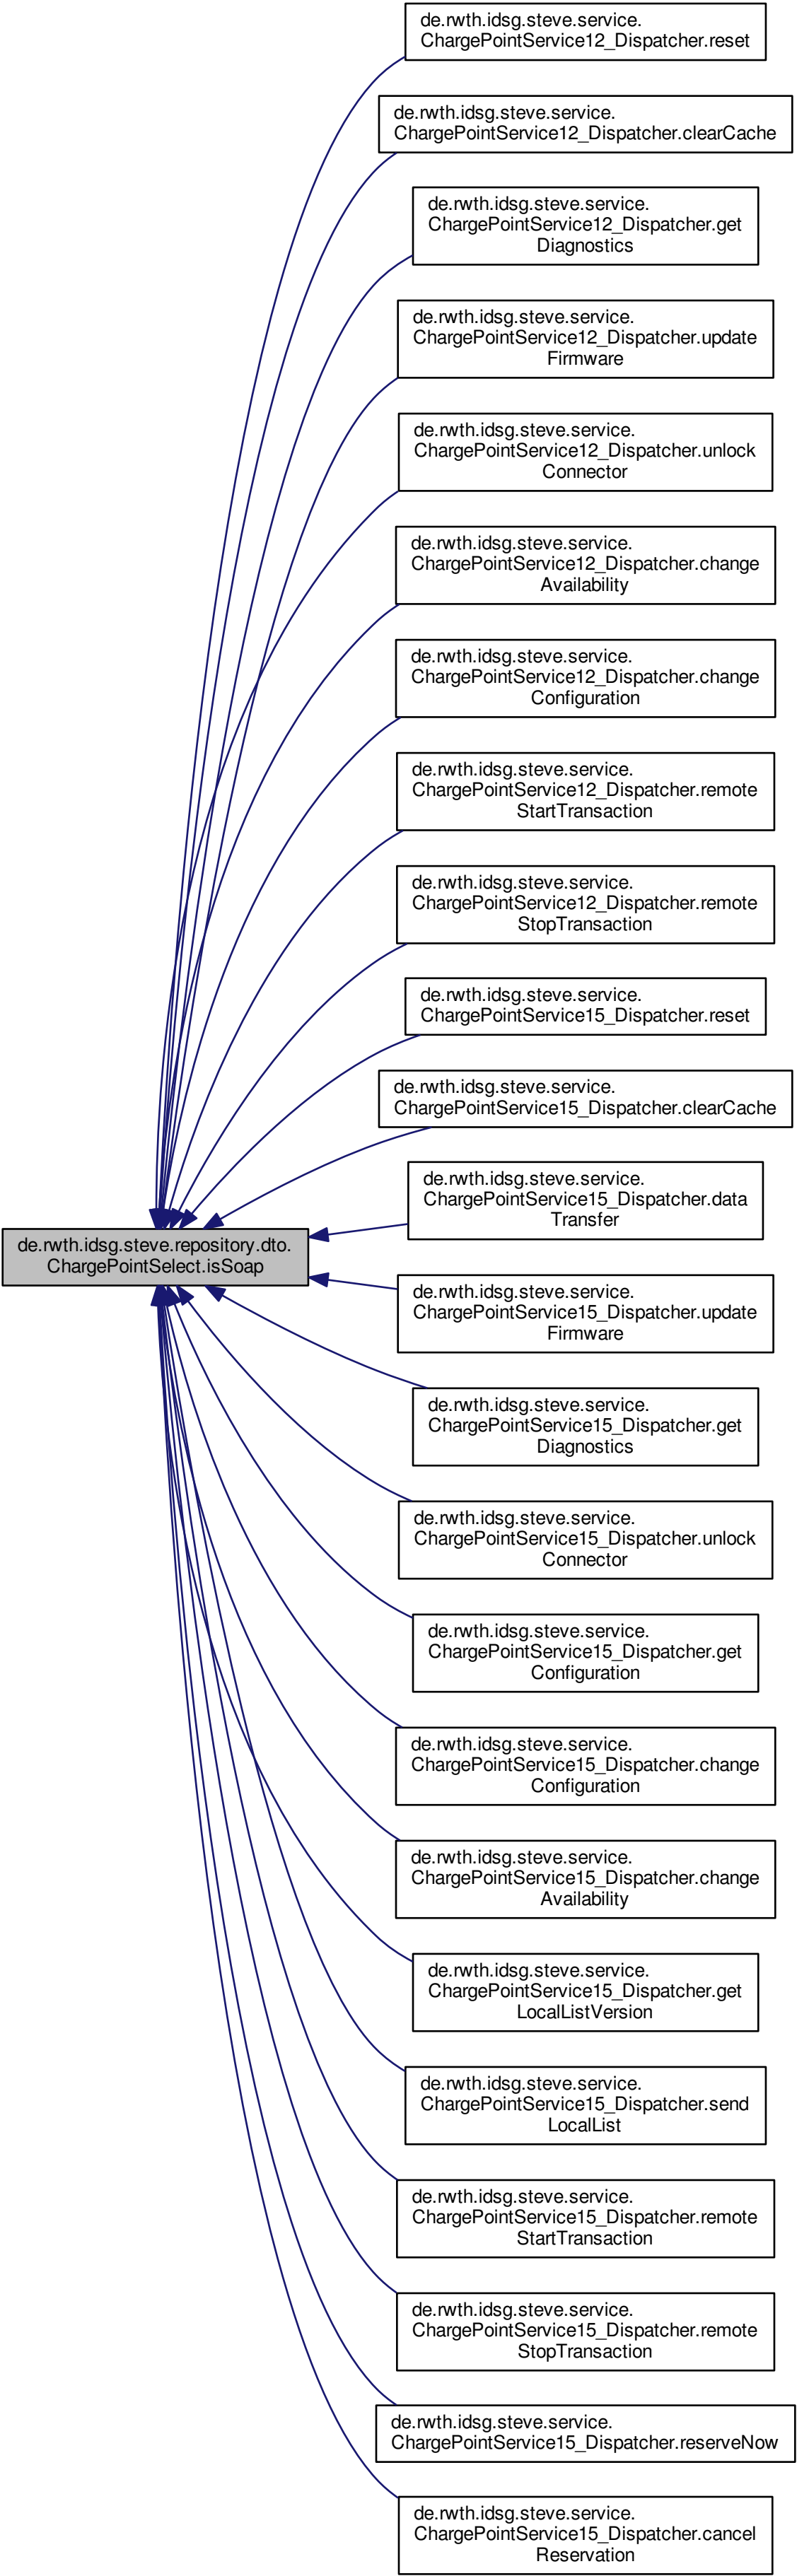 de.rwth.idsg.steve.service.
ChargePointService12_Dispatcher.reset
de.rwth.idsg.steve.service.
ChargePointService12_Dispatcher.clearCache
de.rwth.idsg.steve.service.
ChargePointService12_Dispatcher.get
Diagnostics
de.rwth.idsg.steve.service.
ChargePointService12_Dispatcher.update
Firmware
de.rwth.idsg.steve.service.
ChargePointService12_Dispatcher.unlock
Connector
de.rwth.idsg.steve.service.
ChargePointService12_Dispatcher.change
Availability
de.rwth.idsg.steve.service.
ChargePointService12_Dispatcher.change
Configuration
de.rwth.idsg.steve.service.
ChargePointService12_Dispatcher.remote
StartTransaction
de.rwth.idsg.steve.service.
ChargePointService12_Dispatcher.remote
StopTransaction
de.rwth.idsg.steve.service.
ChargePointService15_Dispatcher.reset
de.rwth.idsg.steve.service.
ChargePointService15_Dispatcher.clearCache
de.rwth.idsg.steve.service.
ChargePointService15_Dispatcher.data
Transfer
de.rwth.idsg.steve.repository.dto.
ChargePointSelect.isSoap
de.rwth.idsg.steve.service.
ChargePointService15_Dispatcher.update
Firmware
de.rwth.idsg.steve.service.
ChargePointService15_Dispatcher.get
Diagnostics
de.rwth.idsg.steve.service.
ChargePointService15_Dispatcher.unlock
Connector
de.rwth.idsg.steve.service.
ChargePointService15_Dispatcher.get
Configuration
de.rwth.idsg.steve.service.
ChargePointService15_Dispatcher.change
Configuration
de.rwth.idsg.steve.service.
ChargePointService15_Dispatcher.change
Availability
de.rwth.idsg.steve.service.
ChargePointService15_Dispatcher.get
LocalListVersion
de.rwth.idsg.steve.service.
ChargePointService15_Dispatcher.send
LocalList
de.rwth.idsg.steve.service.
ChargePointService15_Dispatcher.remote
StartTransaction
de.rwth.idsg.steve.service.
ChargePointService15_Dispatcher.remote
StopTransaction
de.rwth.idsg.steve.service.
ChargePointService15_Dispatcher.reserveNow
de.rwth.idsg.steve.service.
ChargePointService15_Dispatcher.cancel
Reservation